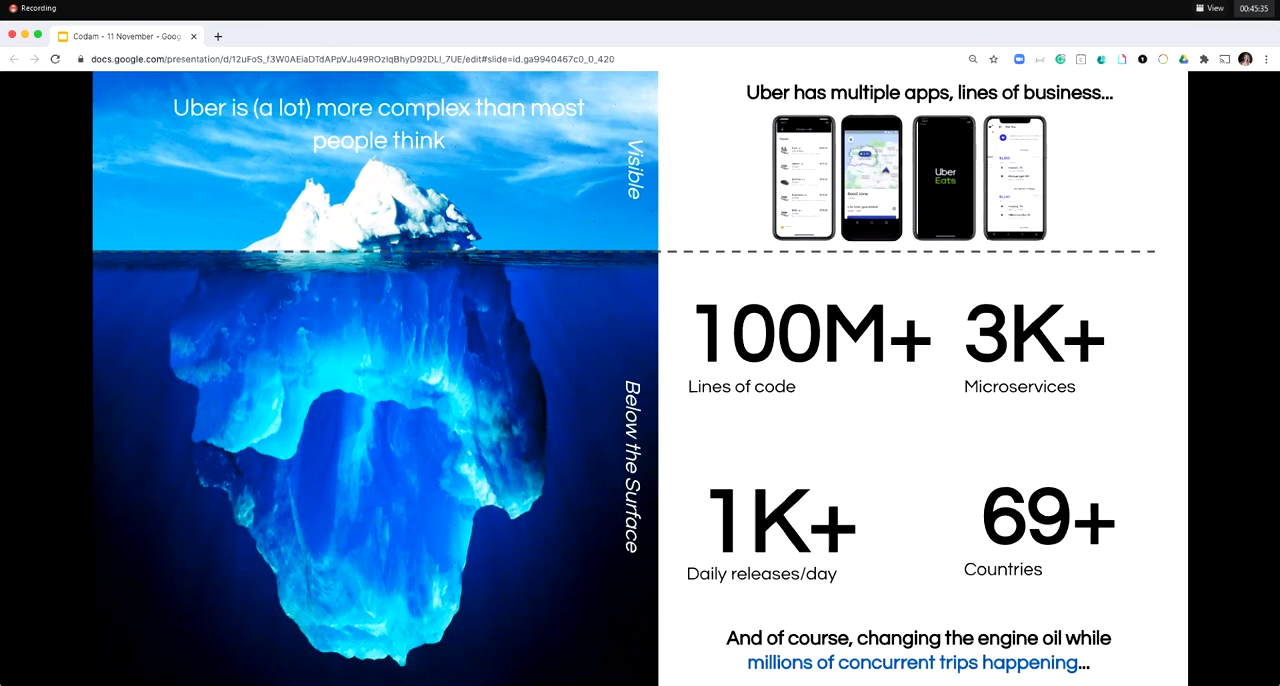 Recording
View
00:45:35
Codam - 11 November - Goog
docs.google.com/presentation/d/12uFoS_f3W0AEiaDTdAPpVJu49ROzIqBhyD92DLI_7UE/edit#slide=id.ga9940467c0_0_420
Uber is (a lot) more complex than most
people think
Visible
Below the Surface
Uber has multiple apps, lines of business...
Uber
Eats
100M+
3K+
Lines of code
Microservices
1K+
69+
Daily releases/day
Countries
And of course, changing the engine oil while
millions of concurrent trips happening...